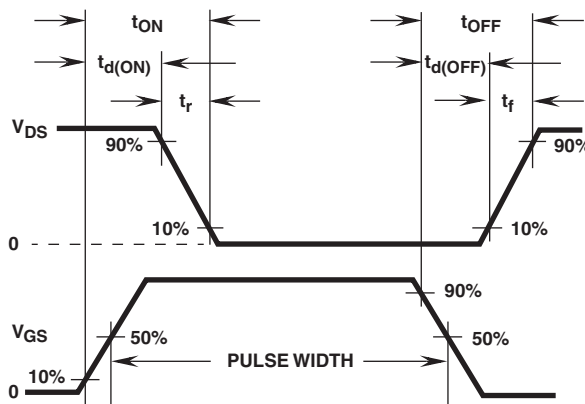 tON tOFF
td(ON) td(OFF)
tr tf
VDS
90% 90%
10% 10%
0
90%
VGS 50% 50%
PULSE WIDTH
10%
0